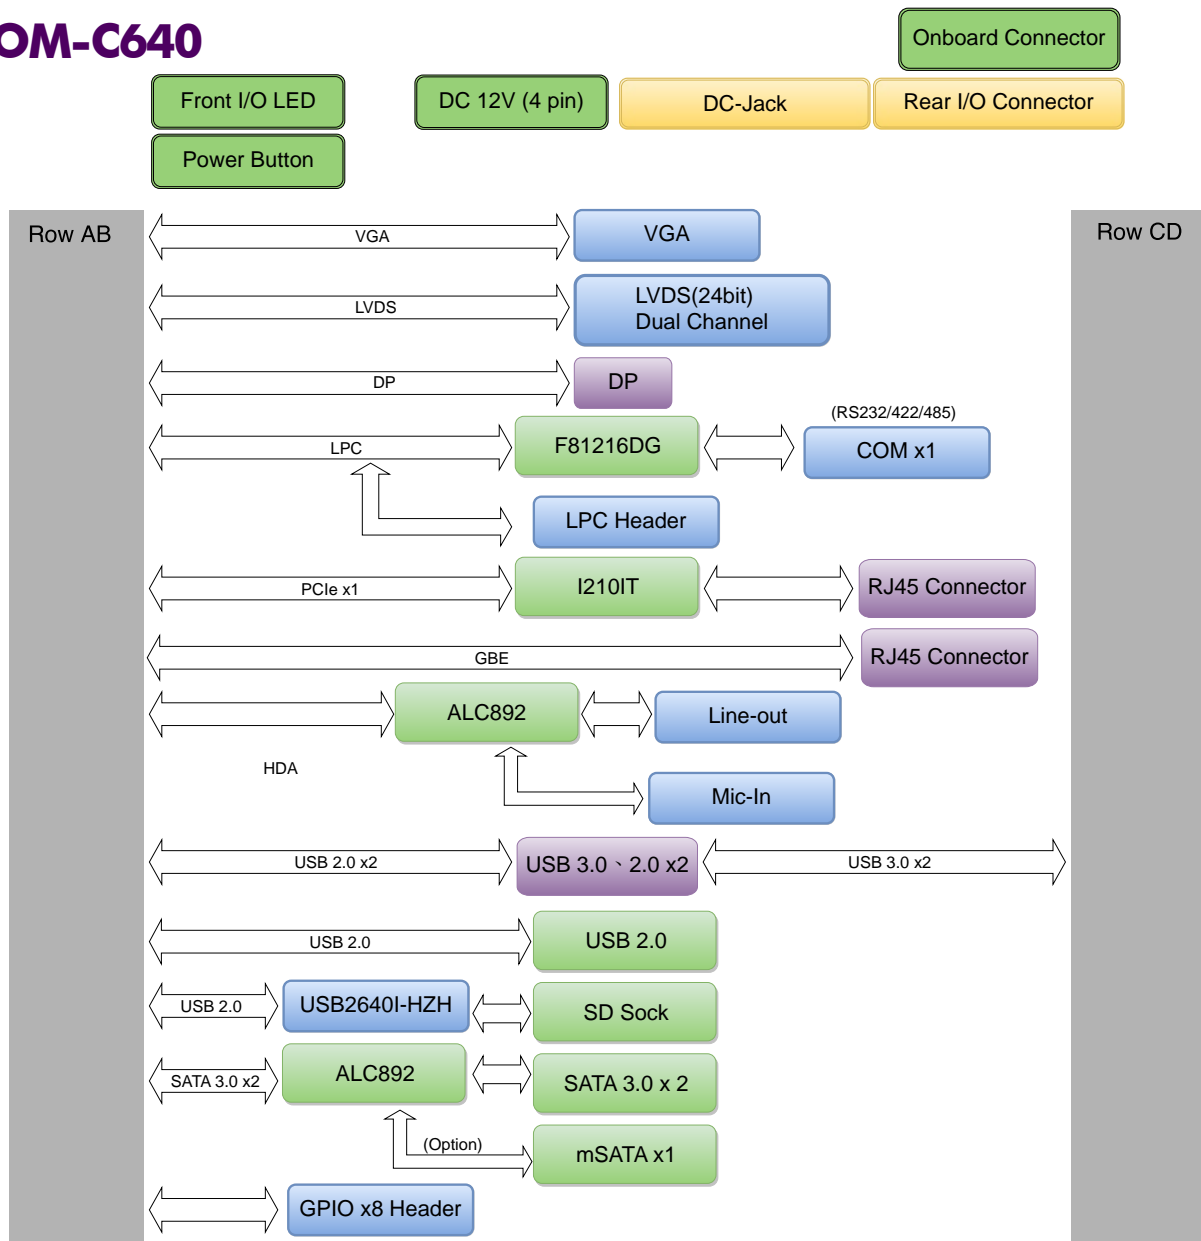 OM-C640
Onboard Connector
Front I/O LED
DC 12V (4 pin)
DC-Jack
Rear I/O Connector
Power Button
Row AB
Row CD
VGA
VGA
LVDS
LVDS(24bit)
Dual Channel
DP
DP
(RS232/422/485)
LPC
F81216DG
COM x1
LPC Header
PCIe x1
I210IT
RJ45 Connector
GBE
RJ45 Connector
ALC892
Line-out
HDA
Mic-In
USB 2.0 x2
USB 3.0、2.0 x2
USB 3.0 x2
USB 2.0
USB 2.0
USB 2.0
USB2640I-HZH
SD Sock
SATA 3.0 x2
ALC892
SATA 3.0 x 2
(Option)
mSATA x1
GPIO x8 Header